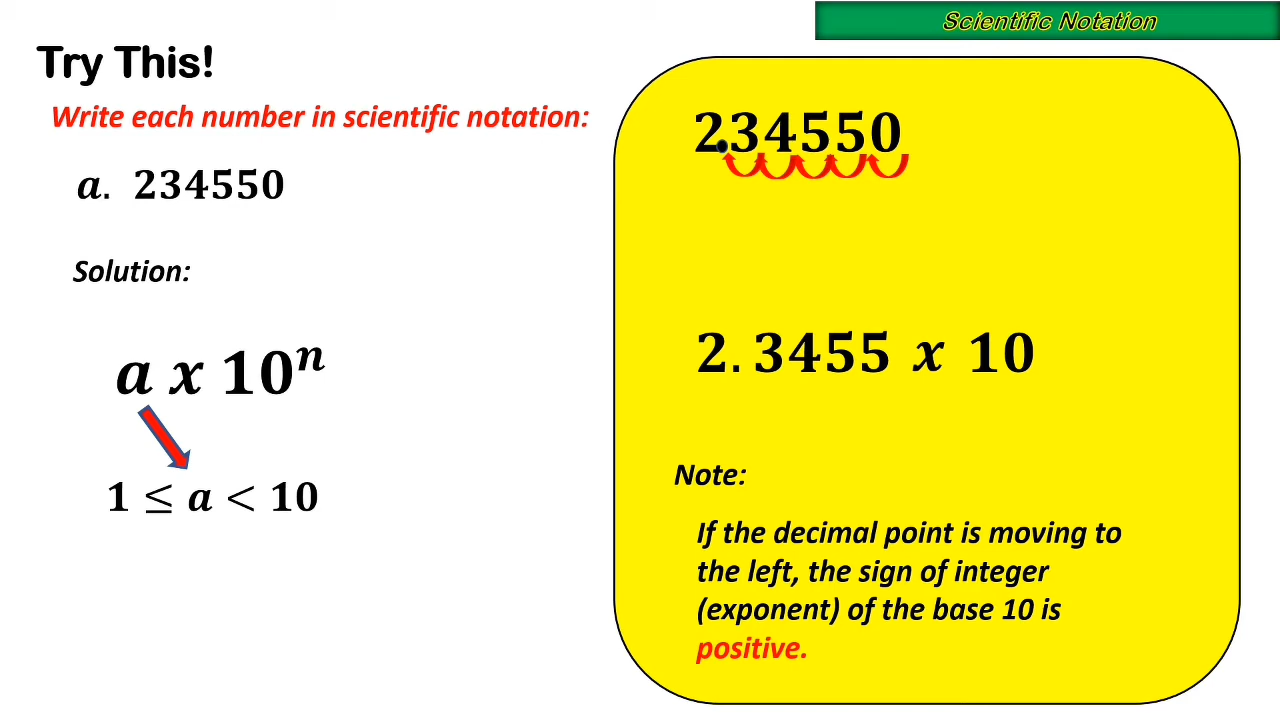 Scientific Notation
Try This!
Write each number in scientific notation:
a. 234550
Solution:
a x 10ⁿ
1 ≤ a < 10
234550
2.3455 x 10
Note:
If the decimal point is moving to
the left, the sign of integer
(exponent) of the base 10 is
positive.